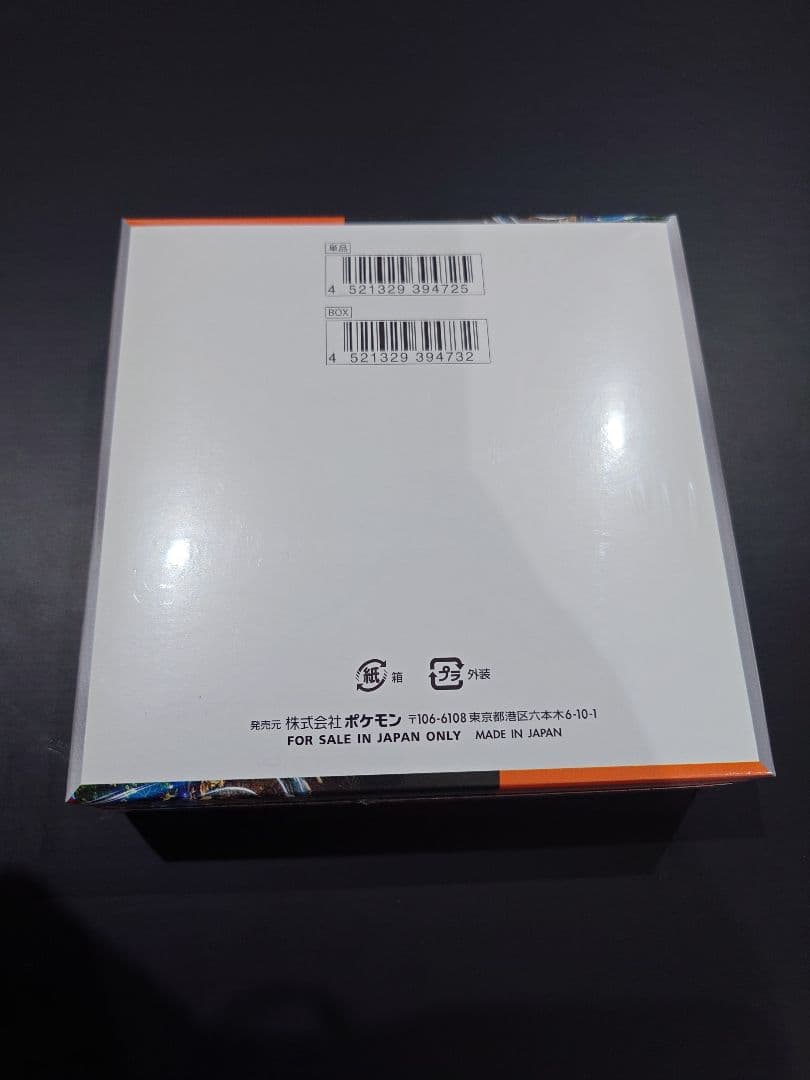 単品
4 521329 394725
BOX
4 521329 394732
紙 箱
プラ 外装
発売元 株式会社 ポケモン 〒106-6108 東京都港区六本木6-10-1
FOR SALE IN JAPAN ONLY MADE IN JAPAN